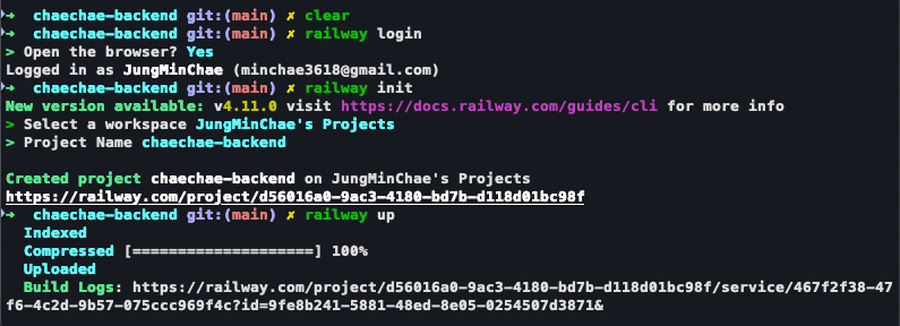 ➜ chaechae-backend git:(main) ✗ clear
➜ chaechae-backend git:(main) ✗ railway login
> Open the browser? Yes
Logged in as JungMinChae (minchae3618@gmail.com)
➜ chaechae-backend git:(main) ✗ railway init
New version available: v4.11.0 visit https://docs.railway.com/guides/cli for more info
> Select a workspace JungMinChae's Projects
> Project Name chaechae-backend
Created project chaechae-backend on JungMinChae's Projects
https://railway.com/project/d56016a0-9ac3-4180-bd7b-d118d01bc98f
➜ chaechae-backend git:(main) ✗ railway up
Indexed
Compressed [====================] 100%
Uploaded
Build Logs: https://railway.com/project/d56016a0-9ac3-4180-bd7b-d118d01bc98f/service/467f2f38-47
f6-4c2d-9b57-075ccc969f4c?id=9fe8b241-5881-48ed-8e05-0254507d3871&